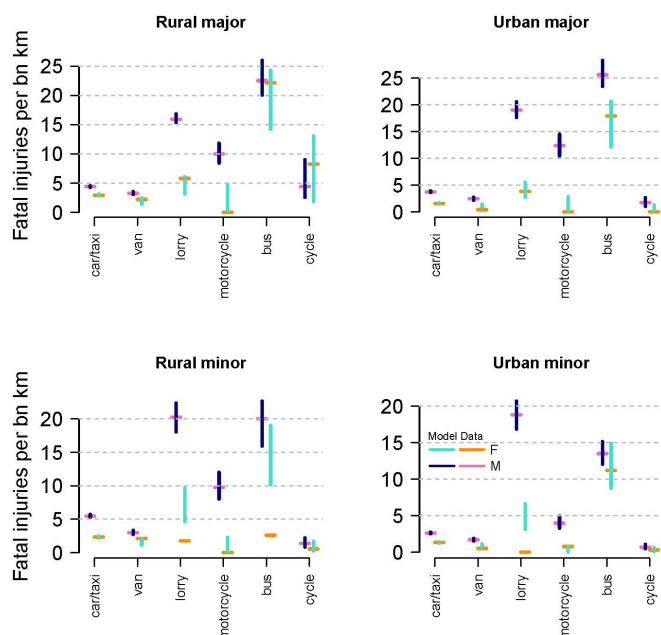 Rural major
Urban major
Fatal injuries per bn km
25
20
15
10
5
0
car/taxi
van
lorry
motorcycle
bus
cycle
25
20
15
10
5
0
car/taxi
van
lorry
motorcycle
bus
cycle
Rural minor
Urban minor
Fatal injuries per bn km
20
15
10
5
0
car/taxi
van
lorry
motorcycle
bus
cycle
20
15
10
5
0
Model Data
F
M
car/taxi
van
lorry
motorcycle
bus
cycle